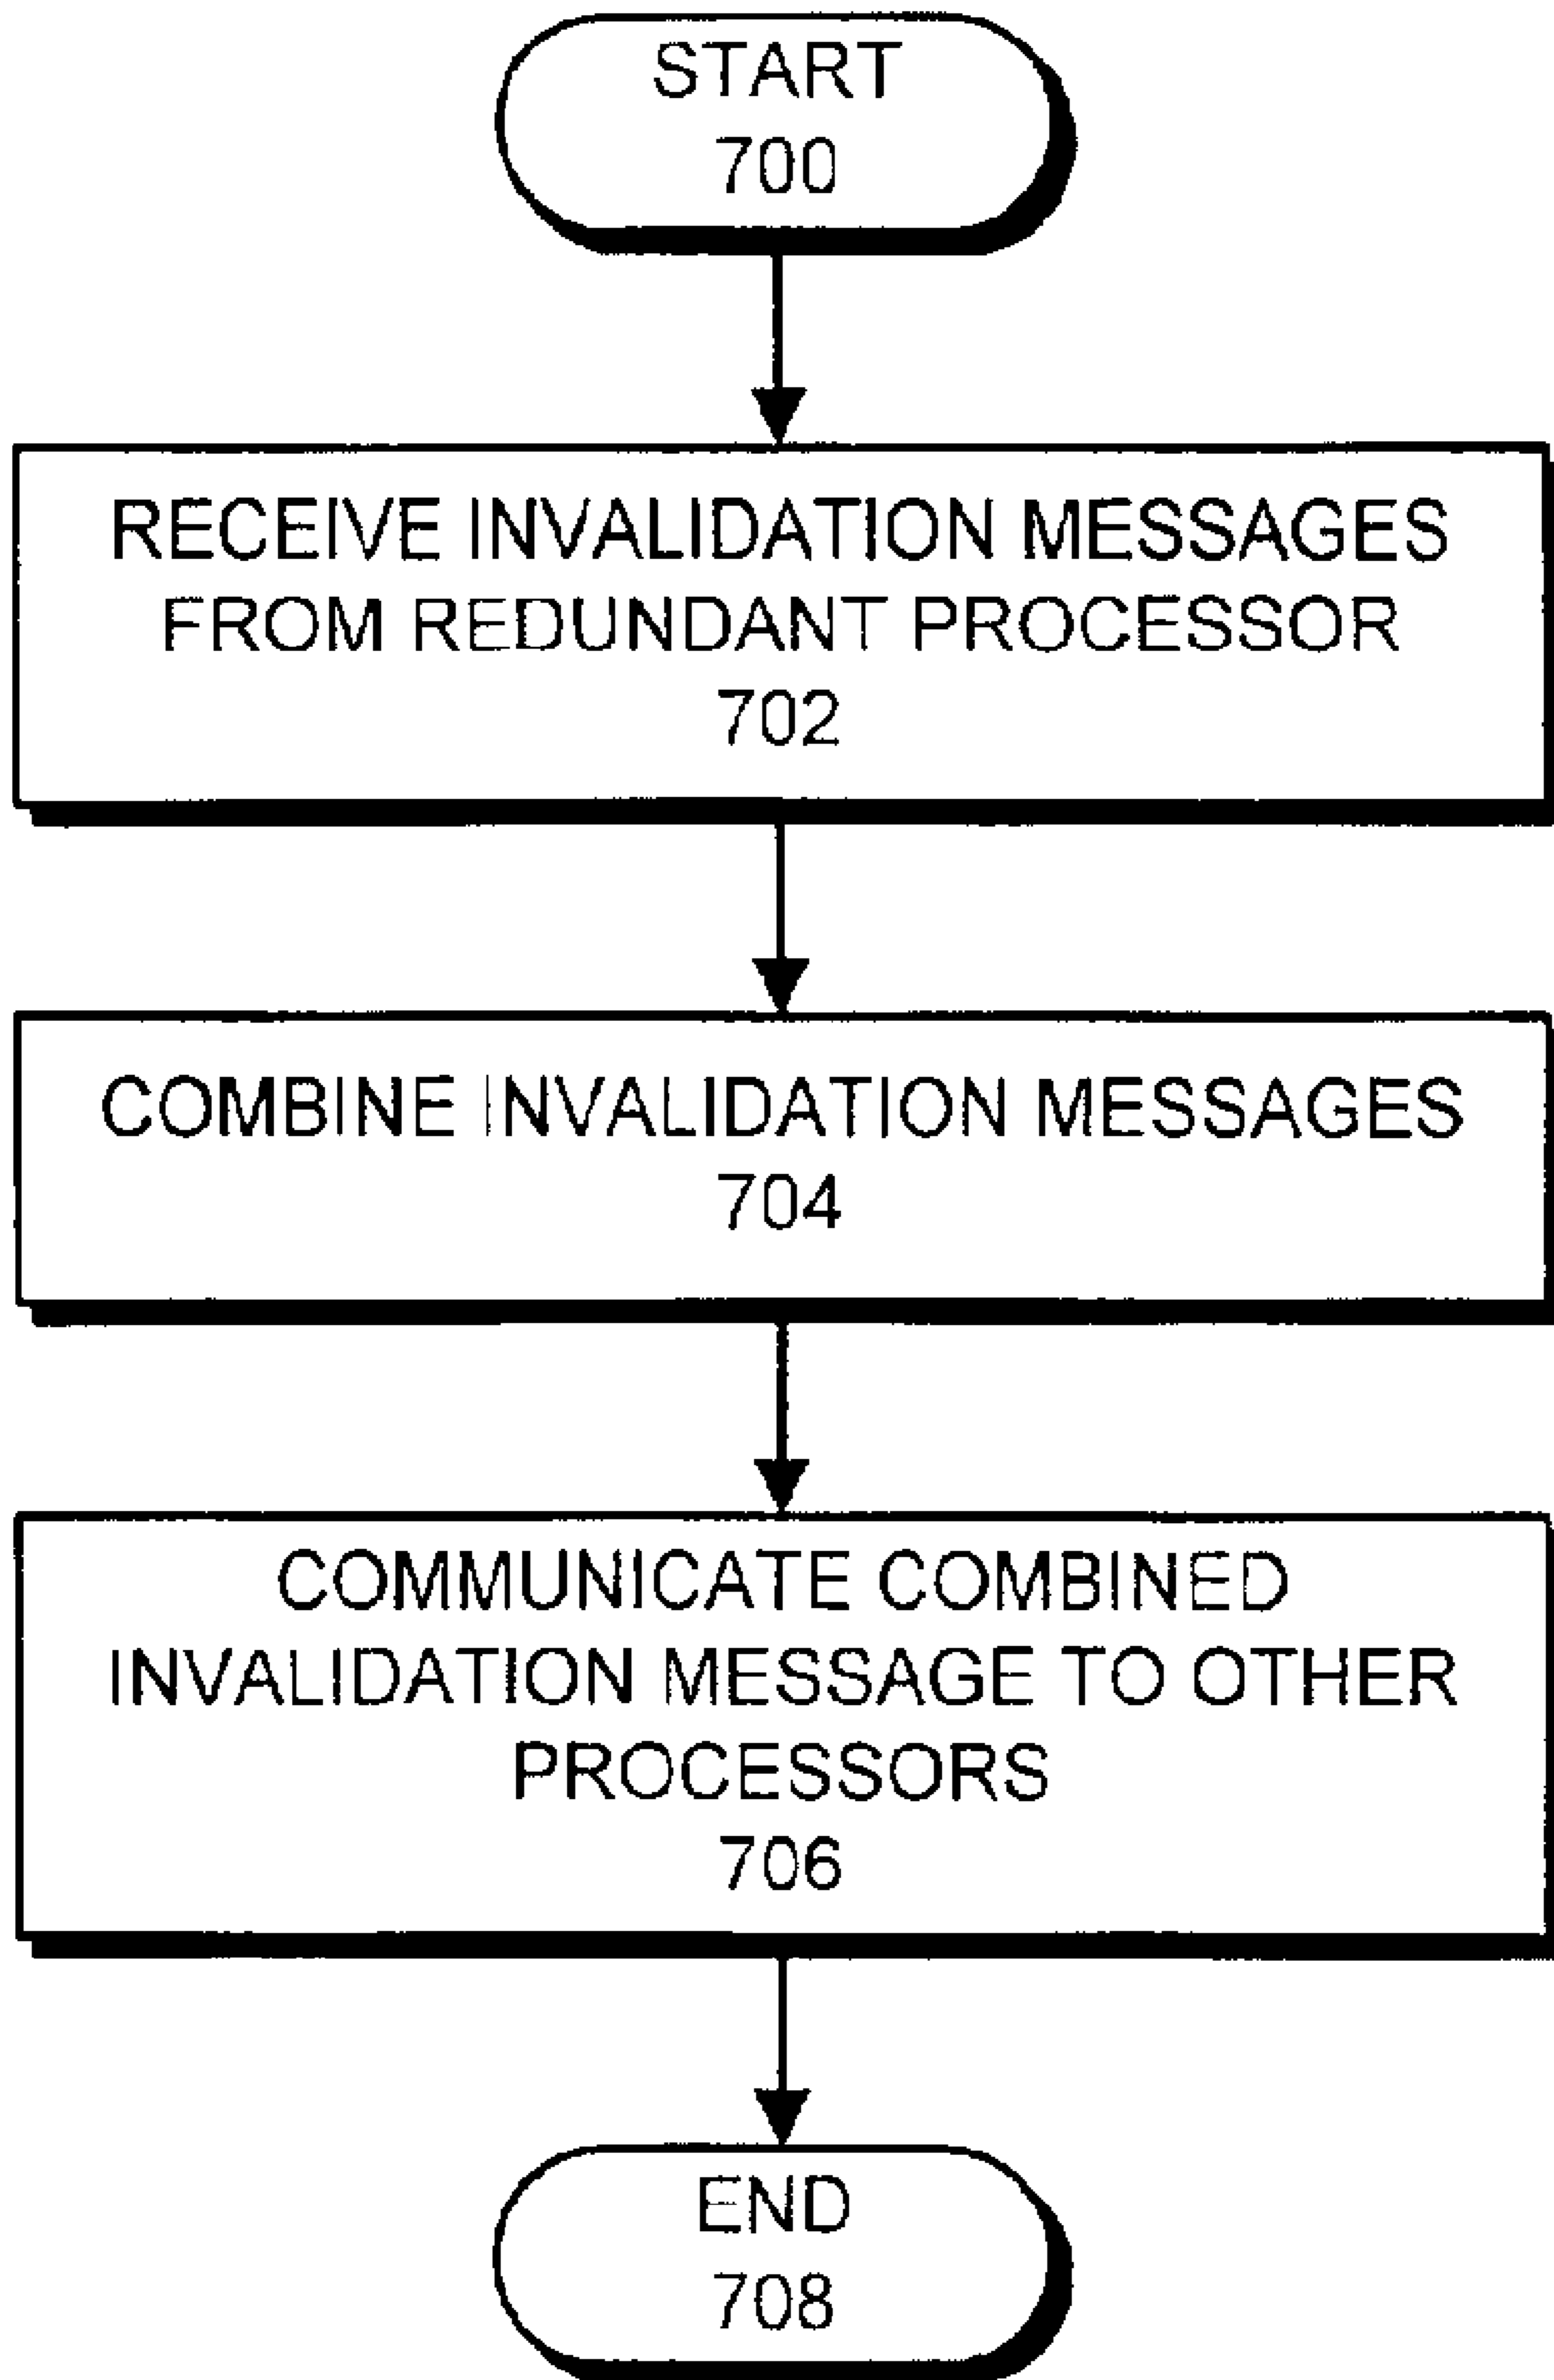 START
700
RECEIVE INVALIDATION MESSAGES
FROM REDUNDANT PROCESSOR
702
COMBINE INVALIDATION MESSAGES
704
COMMUNICATE COMBINED
INVALIDATION MESSAGE TO OTHER
PROCESSORS
706
END
708